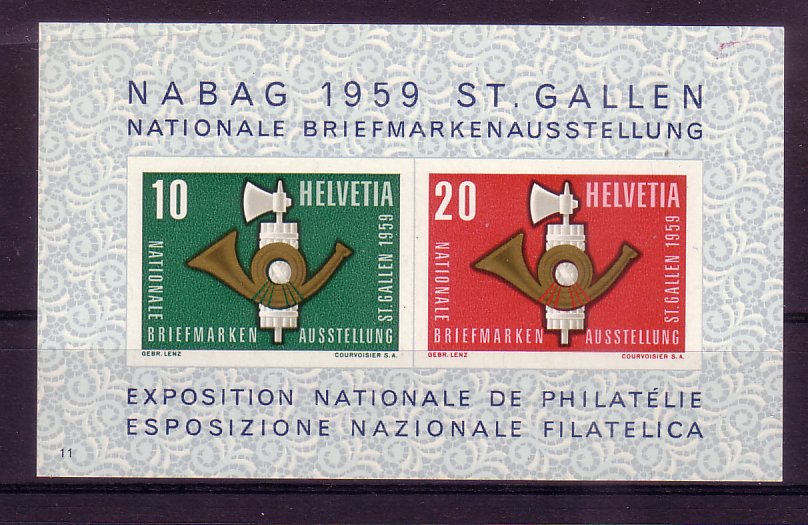 NABAG 1959 ST. GALLEN
NATIONALE BRIEFMARKENAUSSTELLUNG
10 HELVETIA
NATIONALE
BRIEFMARKEN AUSSTELLUNG
ST. GALLEN 1959
GEBR. LENZ COURVOISIER S.A.
20 HELVETIA
NATIONALE
BRIEFMARKEN AUSSTELLUNG
ST. GALLEN 1959
GEBR. LENZ COURVOISIER S.A.
EXPOSITION NATIONALE DE PHILATÉLIE
ESPOSIZIONE NAZIONALE FILATELICA
11